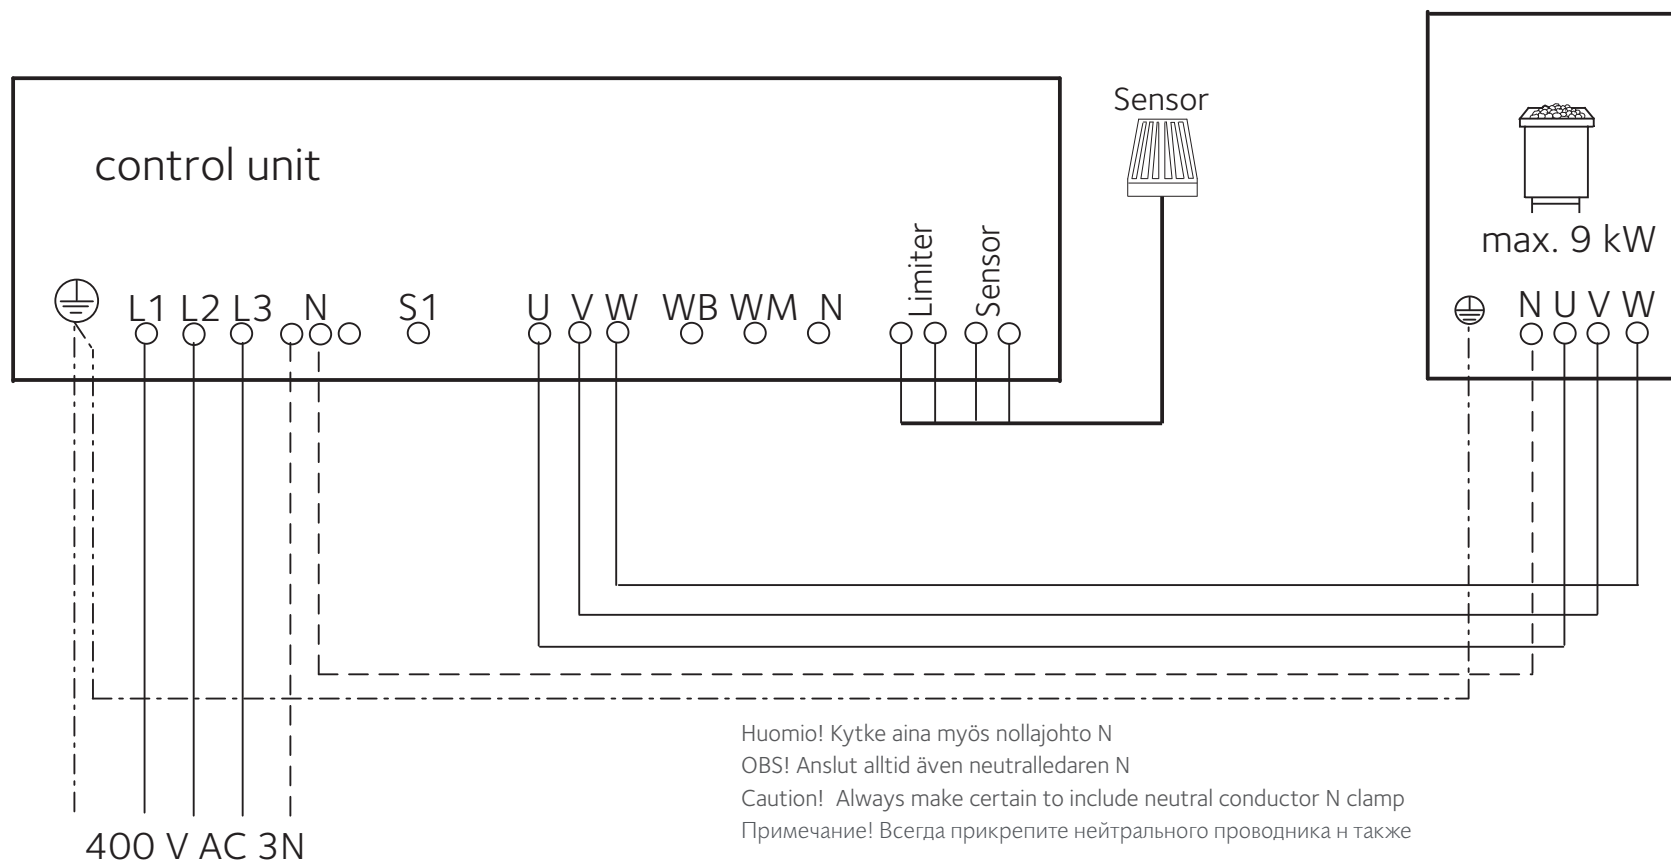 Sensor
control unit
max. 9 kW
Limiter
Sensor
L1 L2 L3 N S1 U V W WB WM N
N U V W
Huomio! Kytke aina myös nollajohto N
OBS! Anslut alltid även neutralledaren N
Caution! Always make certain to include neutral conductor N clamp
Примечание! Всегда прикрепите нейтрального проводника н также
400 V AC 3N